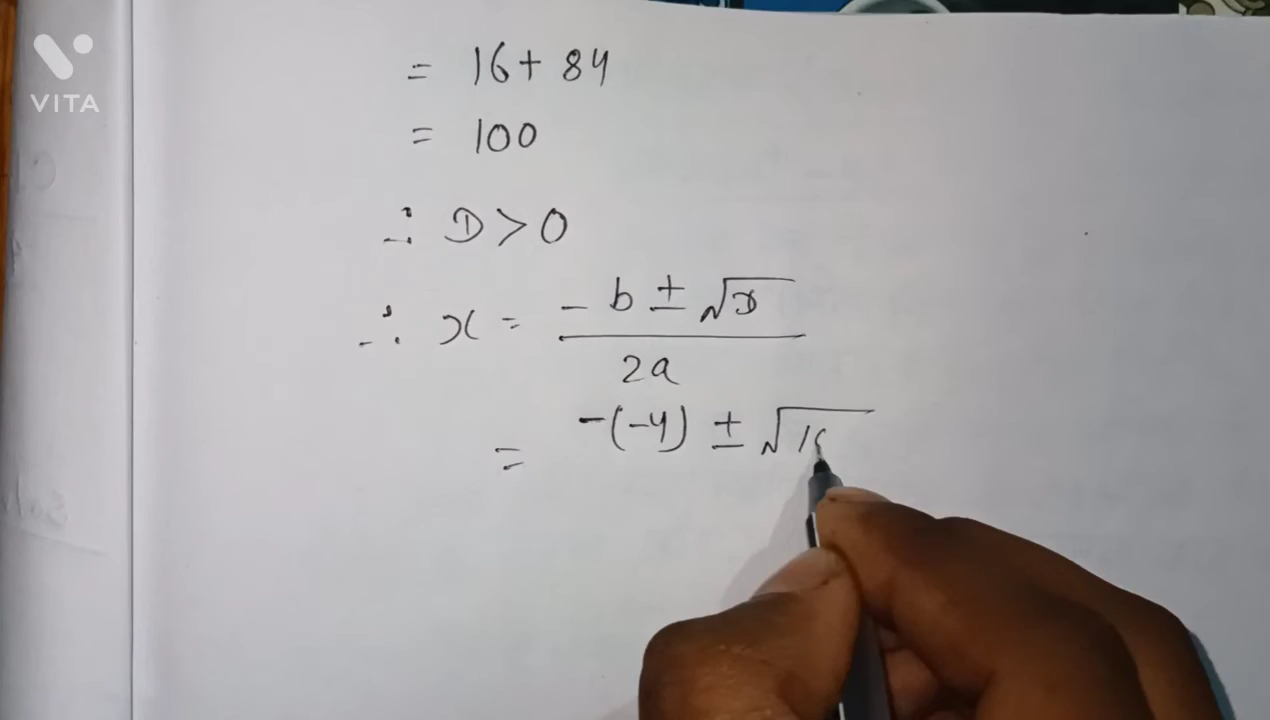 VITA
= 16 + 84
= 100
∴ D > 0
∴ x = -b ± √D
2a
= -(-4) ± √1